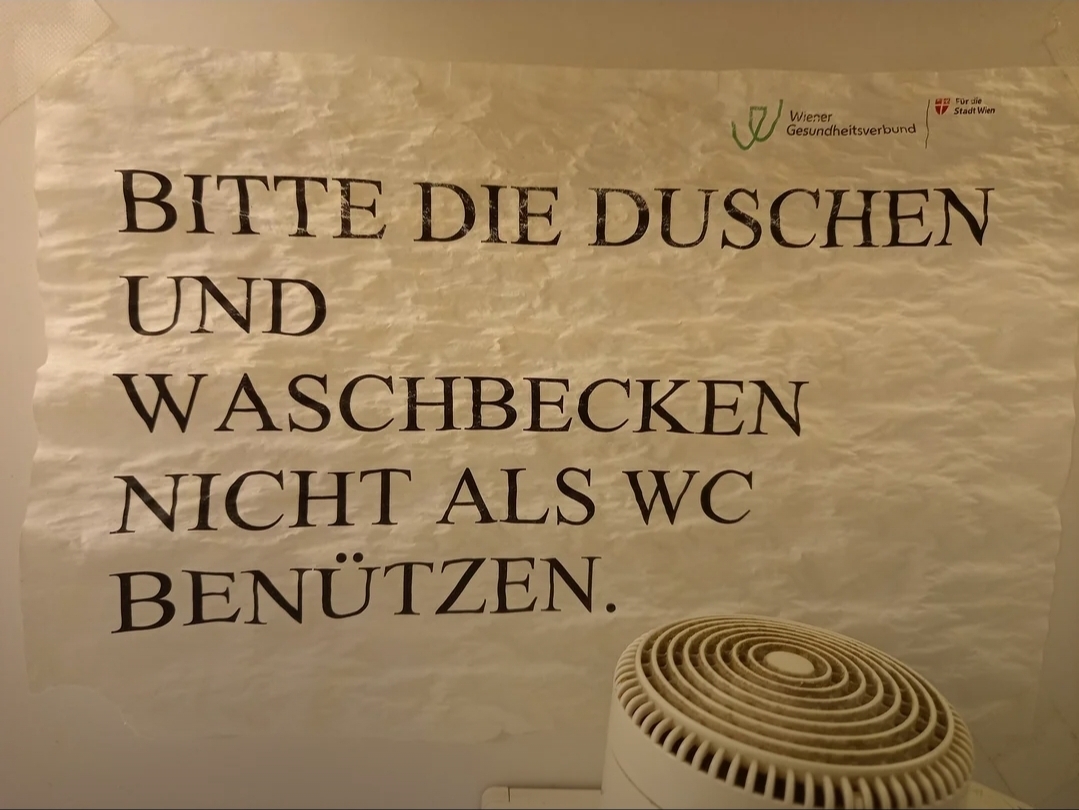 Wiener
Gesundheitsverbund
Für die
Stadt Wien
BITTE DIE DUSCHEN
UND
WASCHBECKEN
NICHT ALS WC
BENÜTZEN.